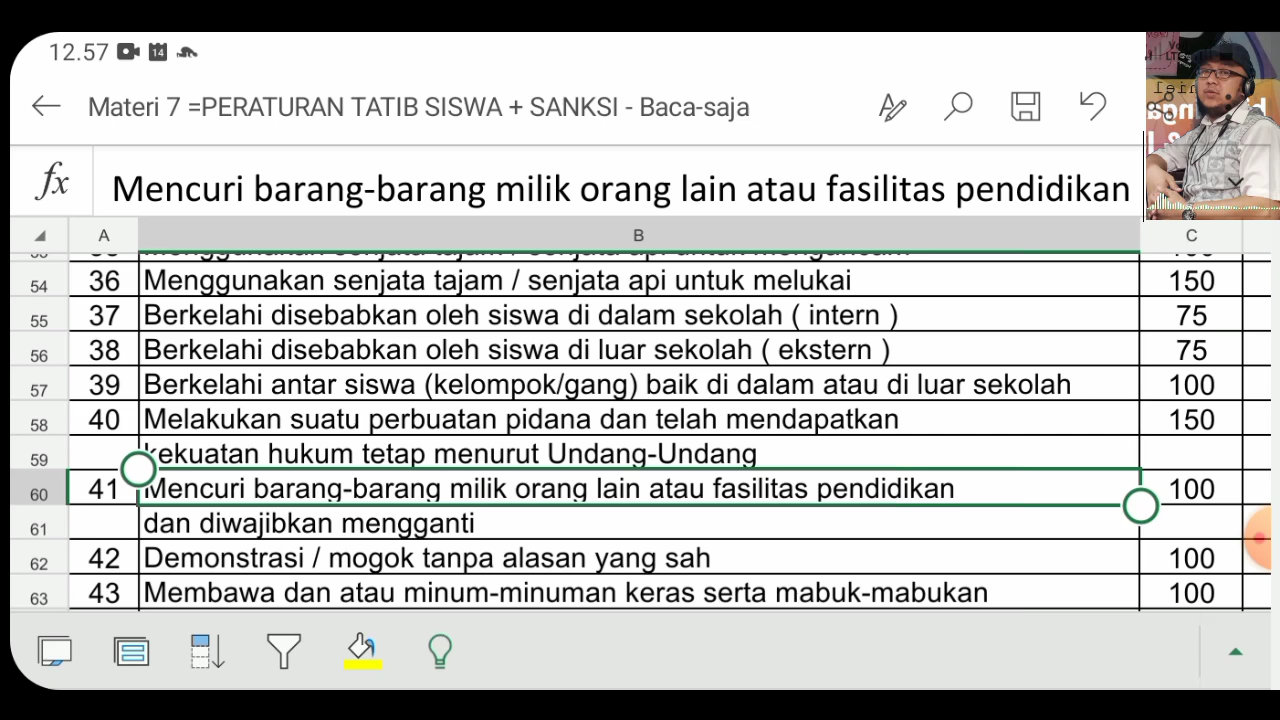 12.57
14
Materi 7 =PERATURAN TATIB SISWA + SANKSI - Baca-saja
fx Mencuri barang-barang milik orang lain atau fasilitas pendidikan
A B C
54 36 Menggunakan senjata tajam / senjata api untuk melukai 150
55 37 Berkelahi disebabkan oleh siswa di dalam sekolah ( intern ) 75
56 38 Berkelahi disebabkan oleh siswa di luar sekolah ( ekstern ) 75
57 39 Berkelahi antar siswa (kelompok/gang) baik di dalam atau di luar sekolah 100
58 40 Melakukan suatu perbuatan pidana dan telah mendapatkan 150
59 kekuatan hukum tetap menurut Undang-Undang
60 41 Mencuri barang-barang milik orang lain atau fasilitas pendidikan 100
61 dan diwajibkan mengganti
62 42 Demonstrasi / mogok tanpa alasan yang sah 100
63 43 Membawa dan atau minum-minuman keras serta mabuk-mabukan 100